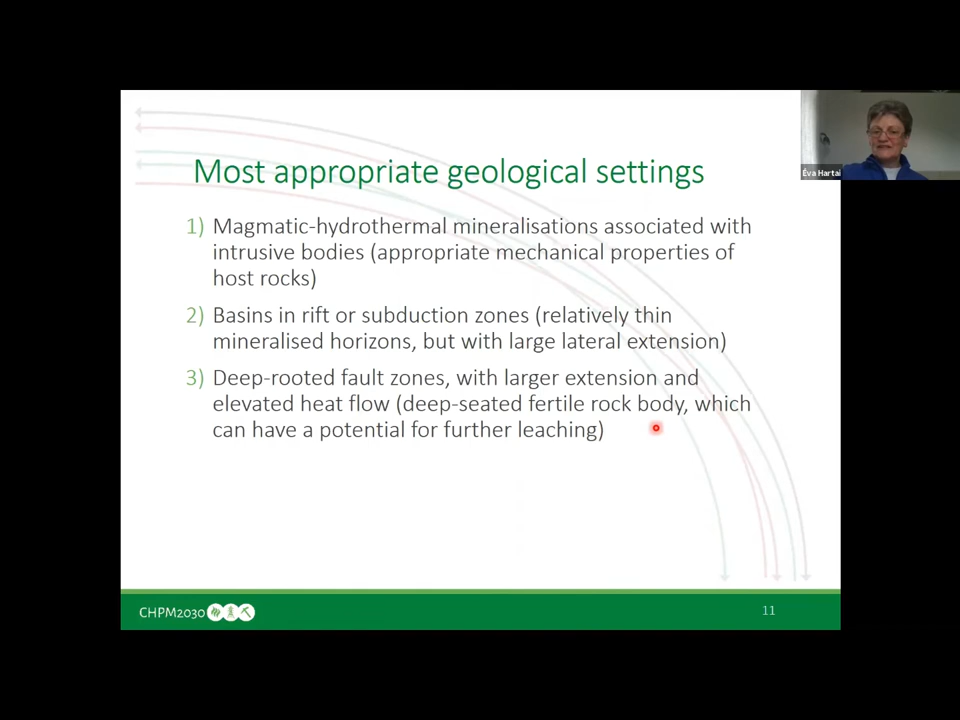 Most appropriate geological settings
Éva Hartai
1) Magmatic-hydrothermal mineralisations associated with
intrusive bodies (appropriate mechanical properties of
host rocks)
2) Basins in rift or subduction zones (relatively thin
mineralised horizons, but with large lateral extension)
3) Deep-rooted fault zones, with larger extension and
elevated heat flow (deep-seated fertile rock body, which
can have a potential for further leaching)
CHPM2030
11